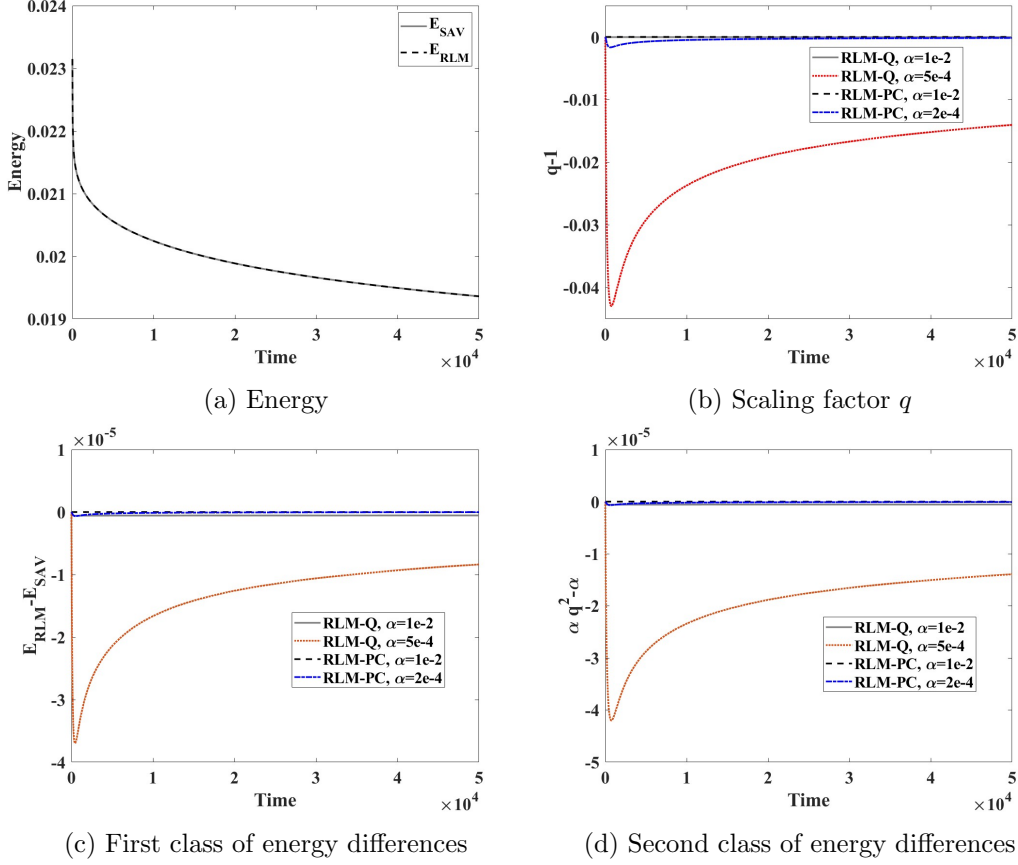 0.024
0.023
0.022
0.021
0.02
0.019
Energy
E_SAV
E_RLM
0 1 2 3 4 5
Time
×10^4
(a) Energy
0
-0.01
-0.02
-0.03
-0.04
q-1
RLM-Q, α=1e-2
RLM-Q, α=5e-4
RLM-PC, α=1e-2
RLM-PC, α=2e-4
0 1 2 3 4 5
Time
×10^4
(b) Scaling factor q
×10^-5
1
0
-1
-2
-3
-4
E_RLM-E_SAV
RLM-Q, α=1e-2
RLM-Q, α=5e-4
RLM-PC, α=1e-2
RLM-PC, α=2e-4
0 1 2 3 4 5
Time
×10^4
(c) First class of energy differences
×10^-5
1
0
-1
-2
-3
-4
-5
α q^2-α
RLM-Q, α=1e-2
RLM-Q, α=5e-4
RLM-PC, α=1e-2
RLM-PC, α=2e-4
0 1 2 3 4 5
Time
×10^4
(d) Second class of energy differences